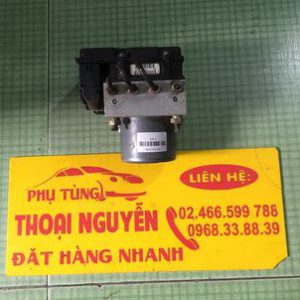 PHỤ TÙNG
THOẠI NGUYỄN
ĐẶT HÀNG NHANH
LIÊN HỆ:
02.466.599 788
0968.33.88.39